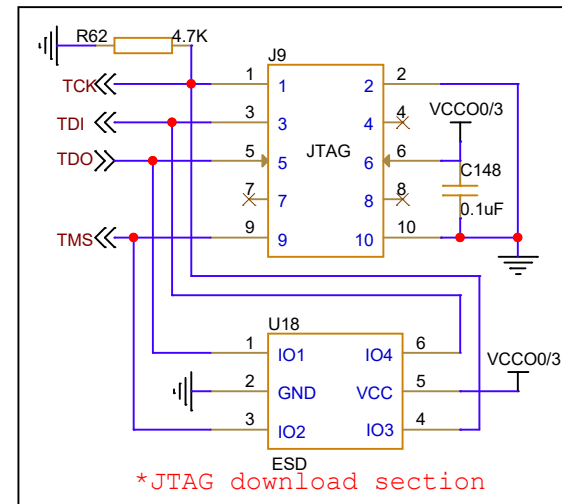 R62 4.7K
J9
TCK 1 1 2 2
VCCO0/3
TDI 3 3 4 4
TDO 5 5 JTAG 6 6
C148
7 7 8 8
0.1uF
TMS 9 9 10 10
U18
1 IO1 IO4 6
VCCO0/3
2 GND VCC 5
3 IO2 IO3 4
ESD
*JTAG download section